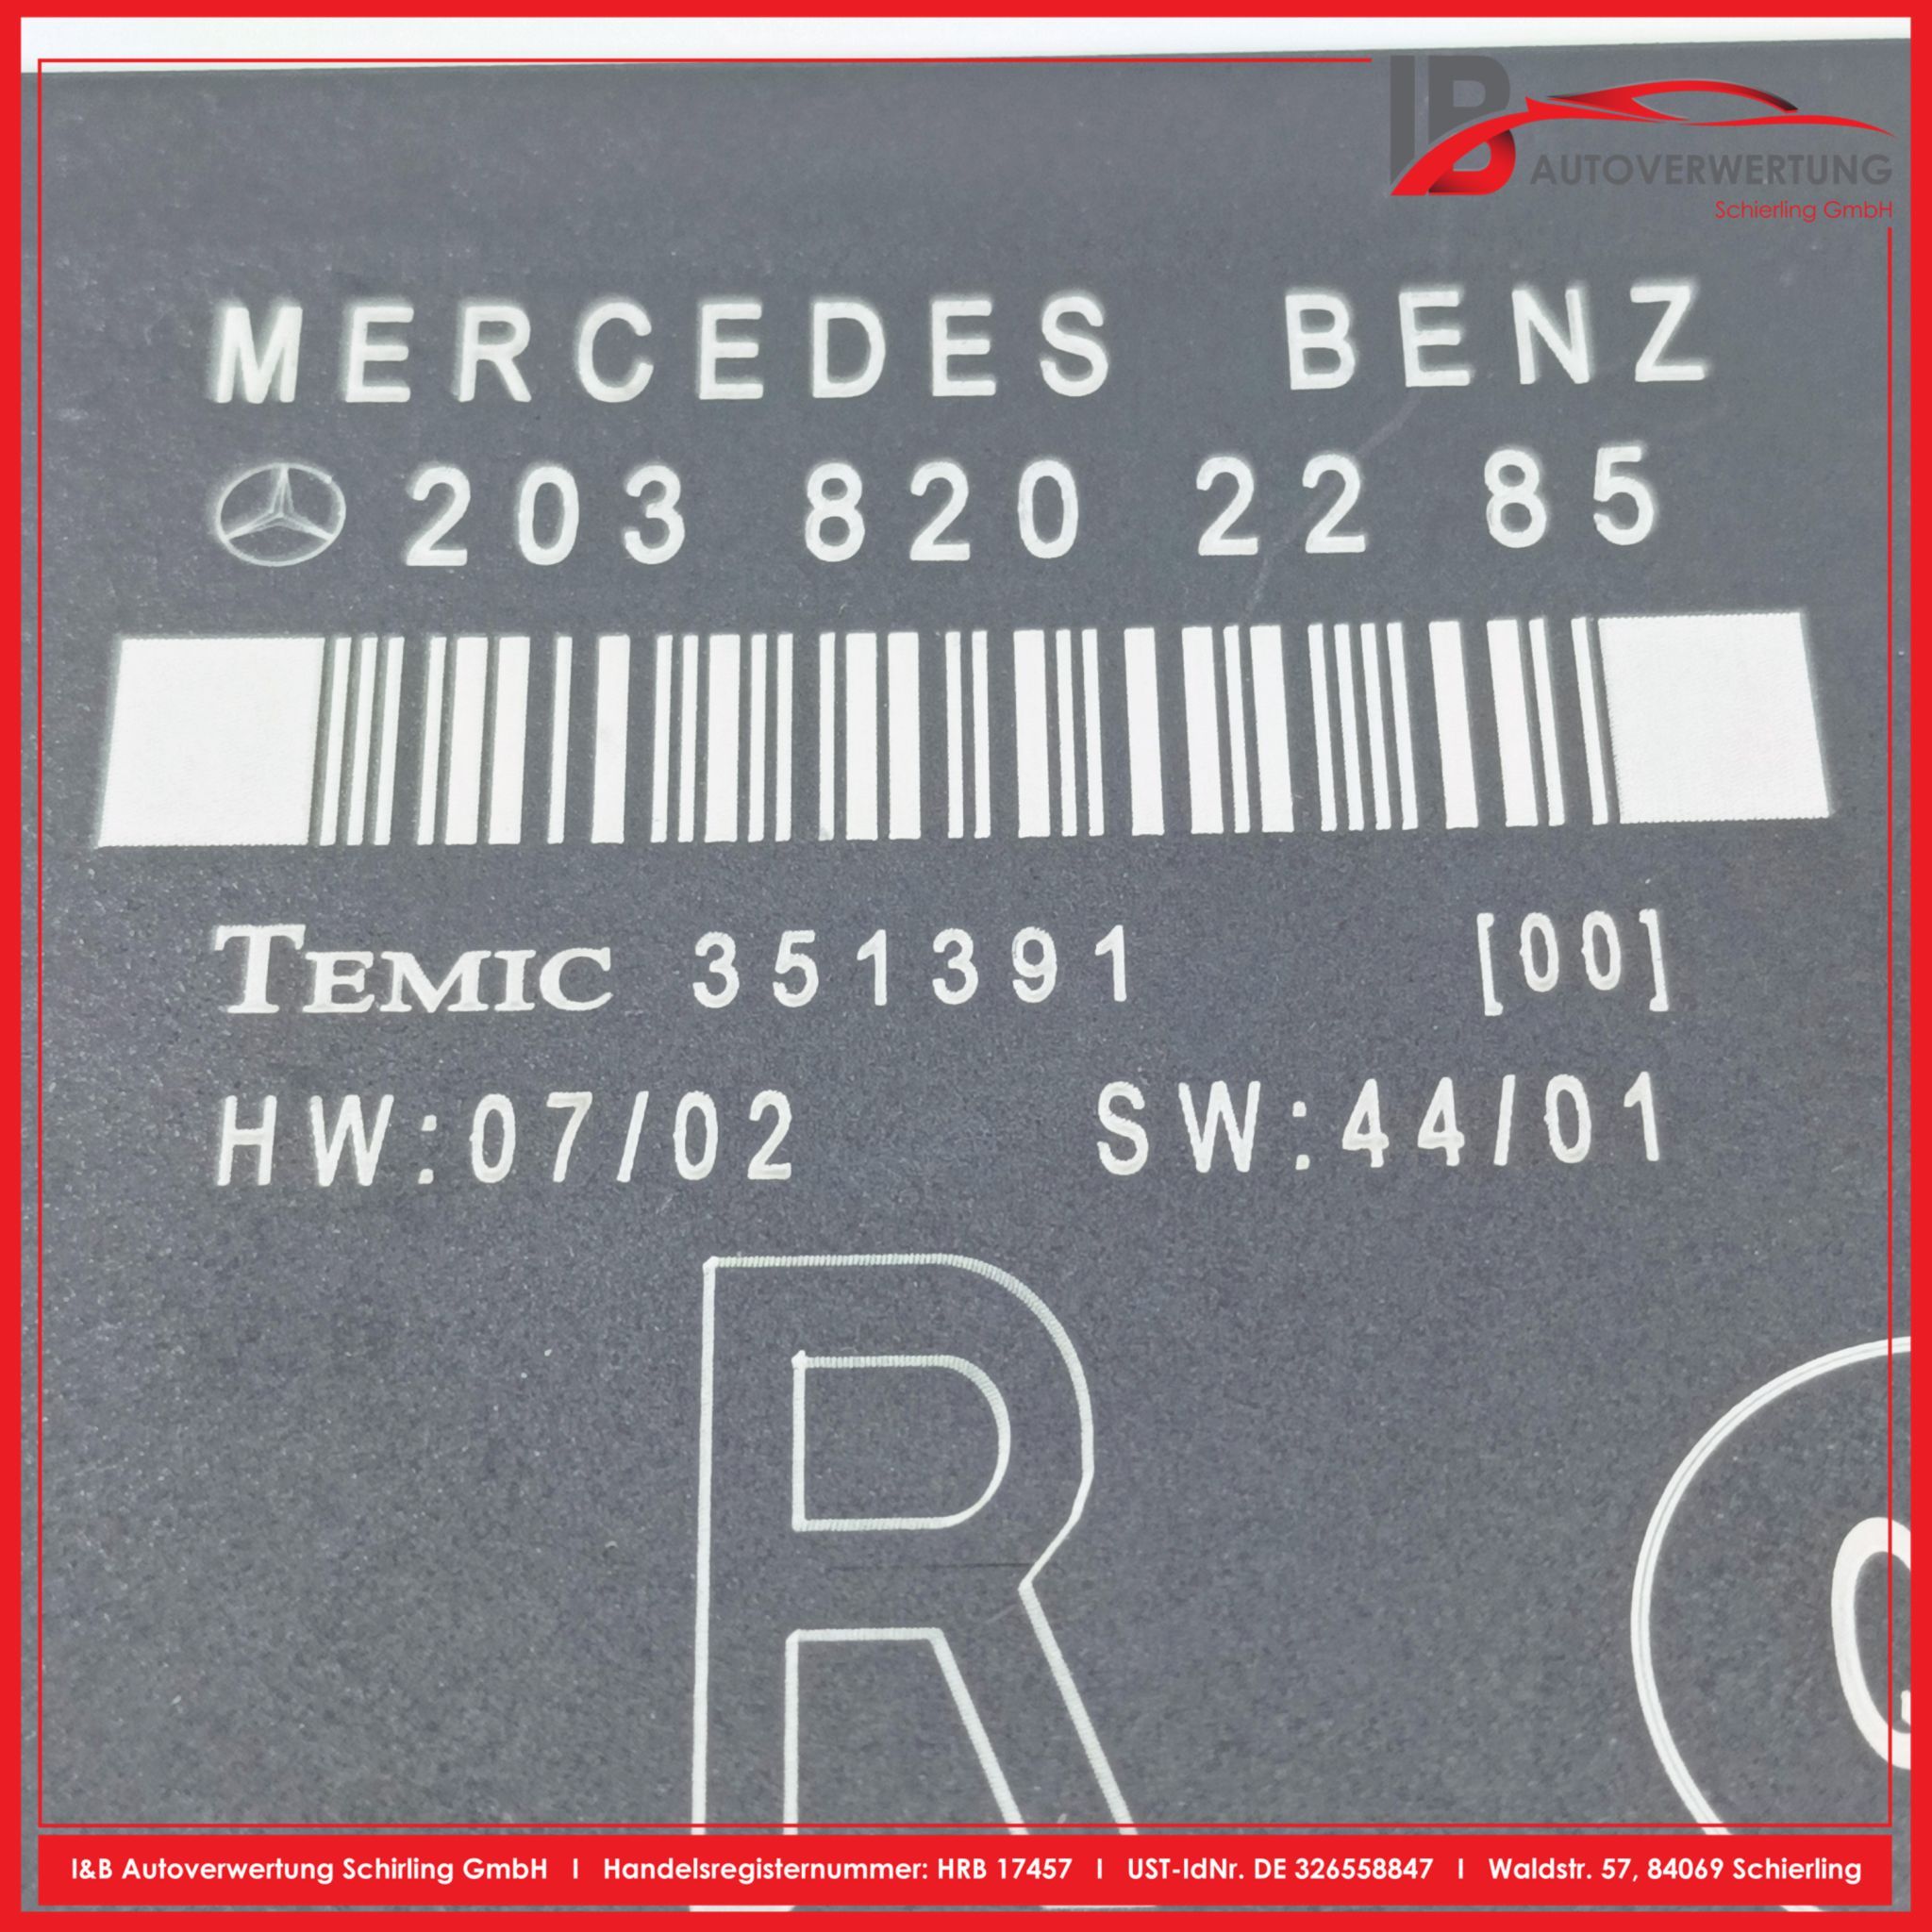 IB AUTOVERWERTUNG
Schierling GmbH
MERCEDES BENZ
203 820 22 85
TEMIC 351391 [00]
HW:07/02 SW:44/01
R
I&B Autoverwertung Schirling GmbH I Handelsregisternummer: HRB 17457 I UST-IdNr. DE 326558847 I Waldstr. 57, 84069 Schierling